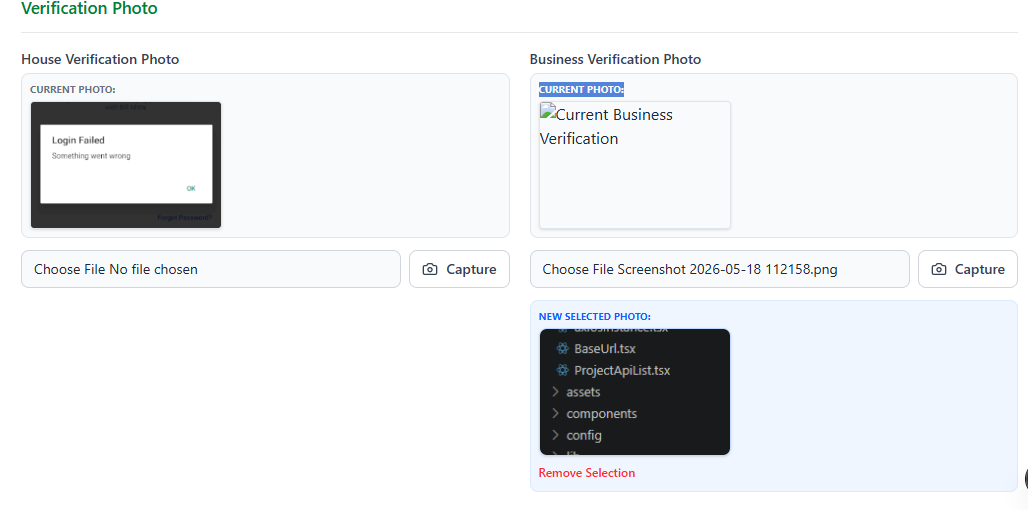 Verification Photo
House Verification Photo
CURRENT PHOTO:
Login Failed
Something went wrong
OK
Forgot Password?
Choose File No file chosen
Capture
Business Verification Photo
CURRENT PHOTO:
Current Business
Verification
Choose File Screenshot 2026-05-18 112158.png
Capture
NEW SELECTED PHOTO:
axiosInstance.tsx
BaseUrl.tsx
ProjectApiList.tsx
assets
components
config
Remove Selection